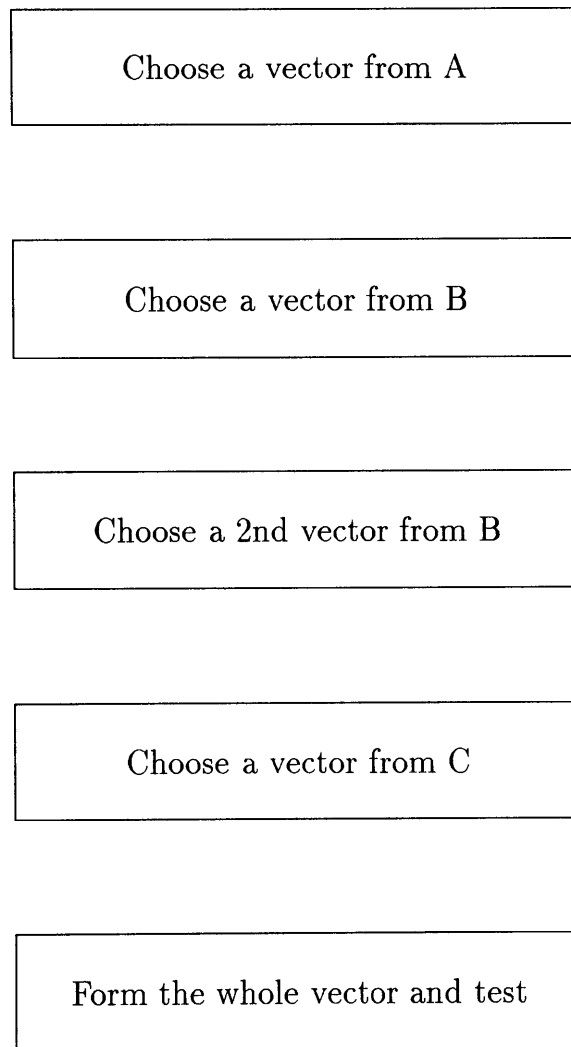 Choose a vector from A
Choose a vector from B
Choose a 2nd vector from B
Choose a vector from C
Form the whole vector and test